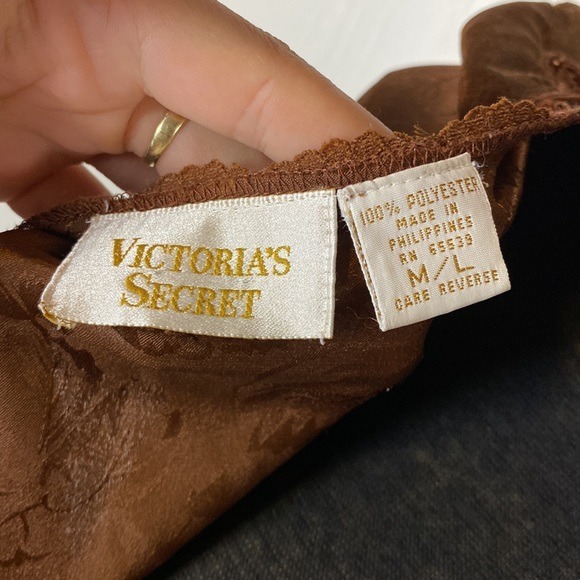 VICTORIA'S
SECRET
100% POLYESTER
MADE IN
PHILIPPINES
RN 55539
M/L
CARE REVERSE